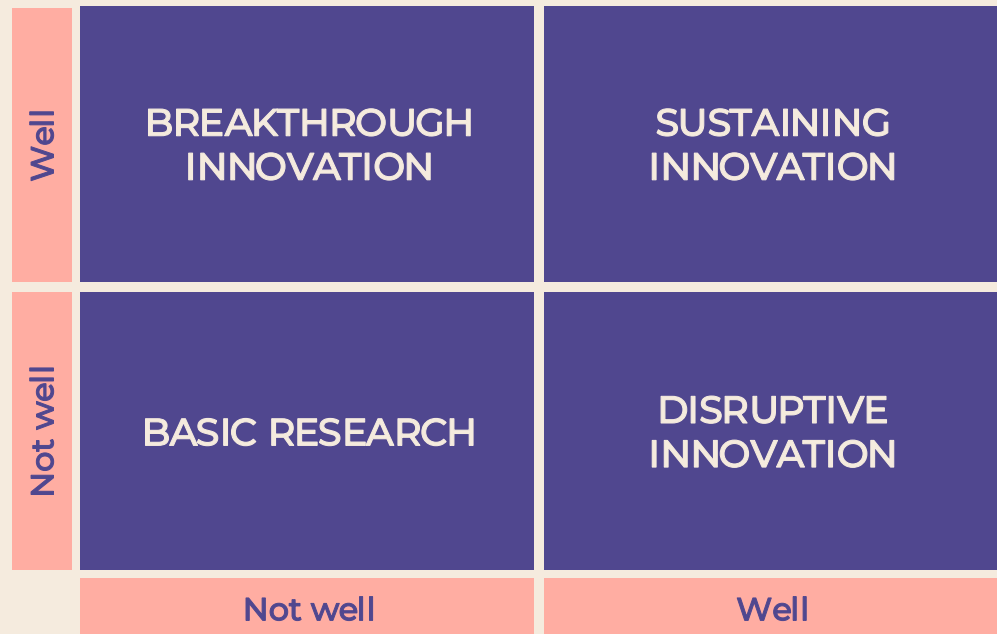 Well
BREAKTHROUGH
INNOVATION
SUSTAINING
INNOVATION
Not well
BASIC RESEARCH
DISRUPTIVE
INNOVATION
Not well
Well